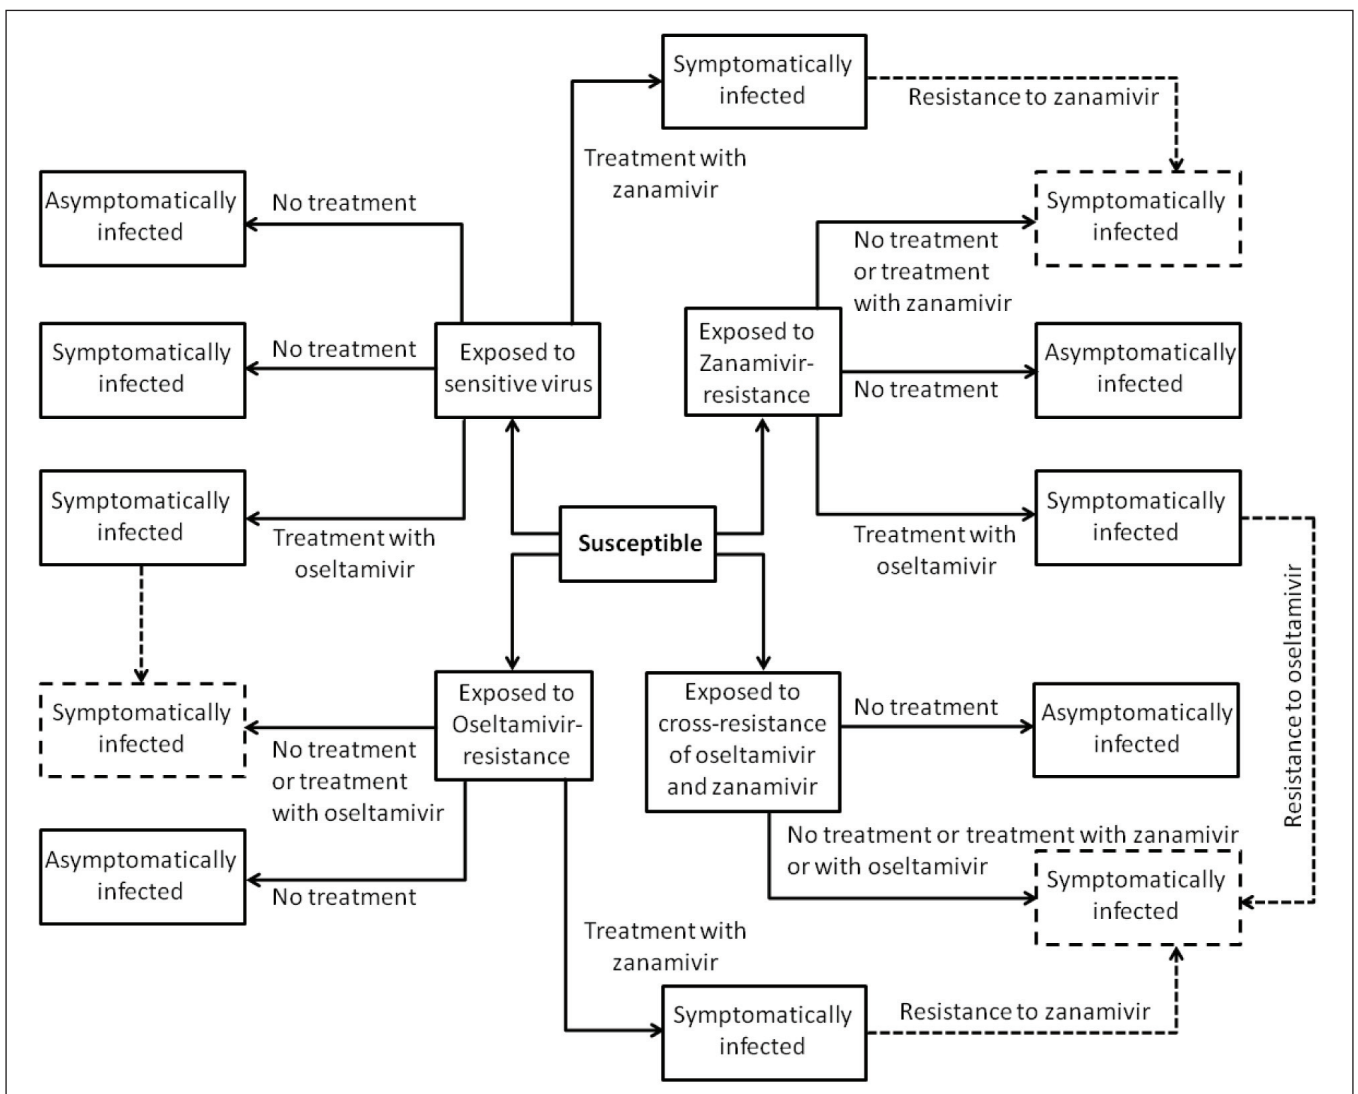 Symptomatically
infected
Resistance to zanamivir
Treatment with
zanamivir
Asymptomatically
infected
No treatment
Symptomatically
infected
No treatment
or treatment
with zanamivir
Symptomatically
infected
No treatment
Exposed to
sensitive virus
Exposed to
Zanamivir-
resistance
No treatment
Asymptomatically
infected
Symptomatically
infected
Treatment with
oseltamivir
Susceptible
Treatment with
oseltamivir
Symptomatically
infected
Resistance to oseltamivir
Symptomatically
infected
No treatment
or treatment
with oseltamivir
Exposed to
Oseltamivir-
resistance
Exposed to
cross-resistance
of oseltamivir
and zanamivir
No treatment
Asymptomatically
infected
Asymptomatically
infected
No treatment
No treatment or treatment with zanamivir
or with oseltamivir
Symptomatically
infected
Treatment with
zanamivir
Symptomatically
infected
Resistance to zanamivir